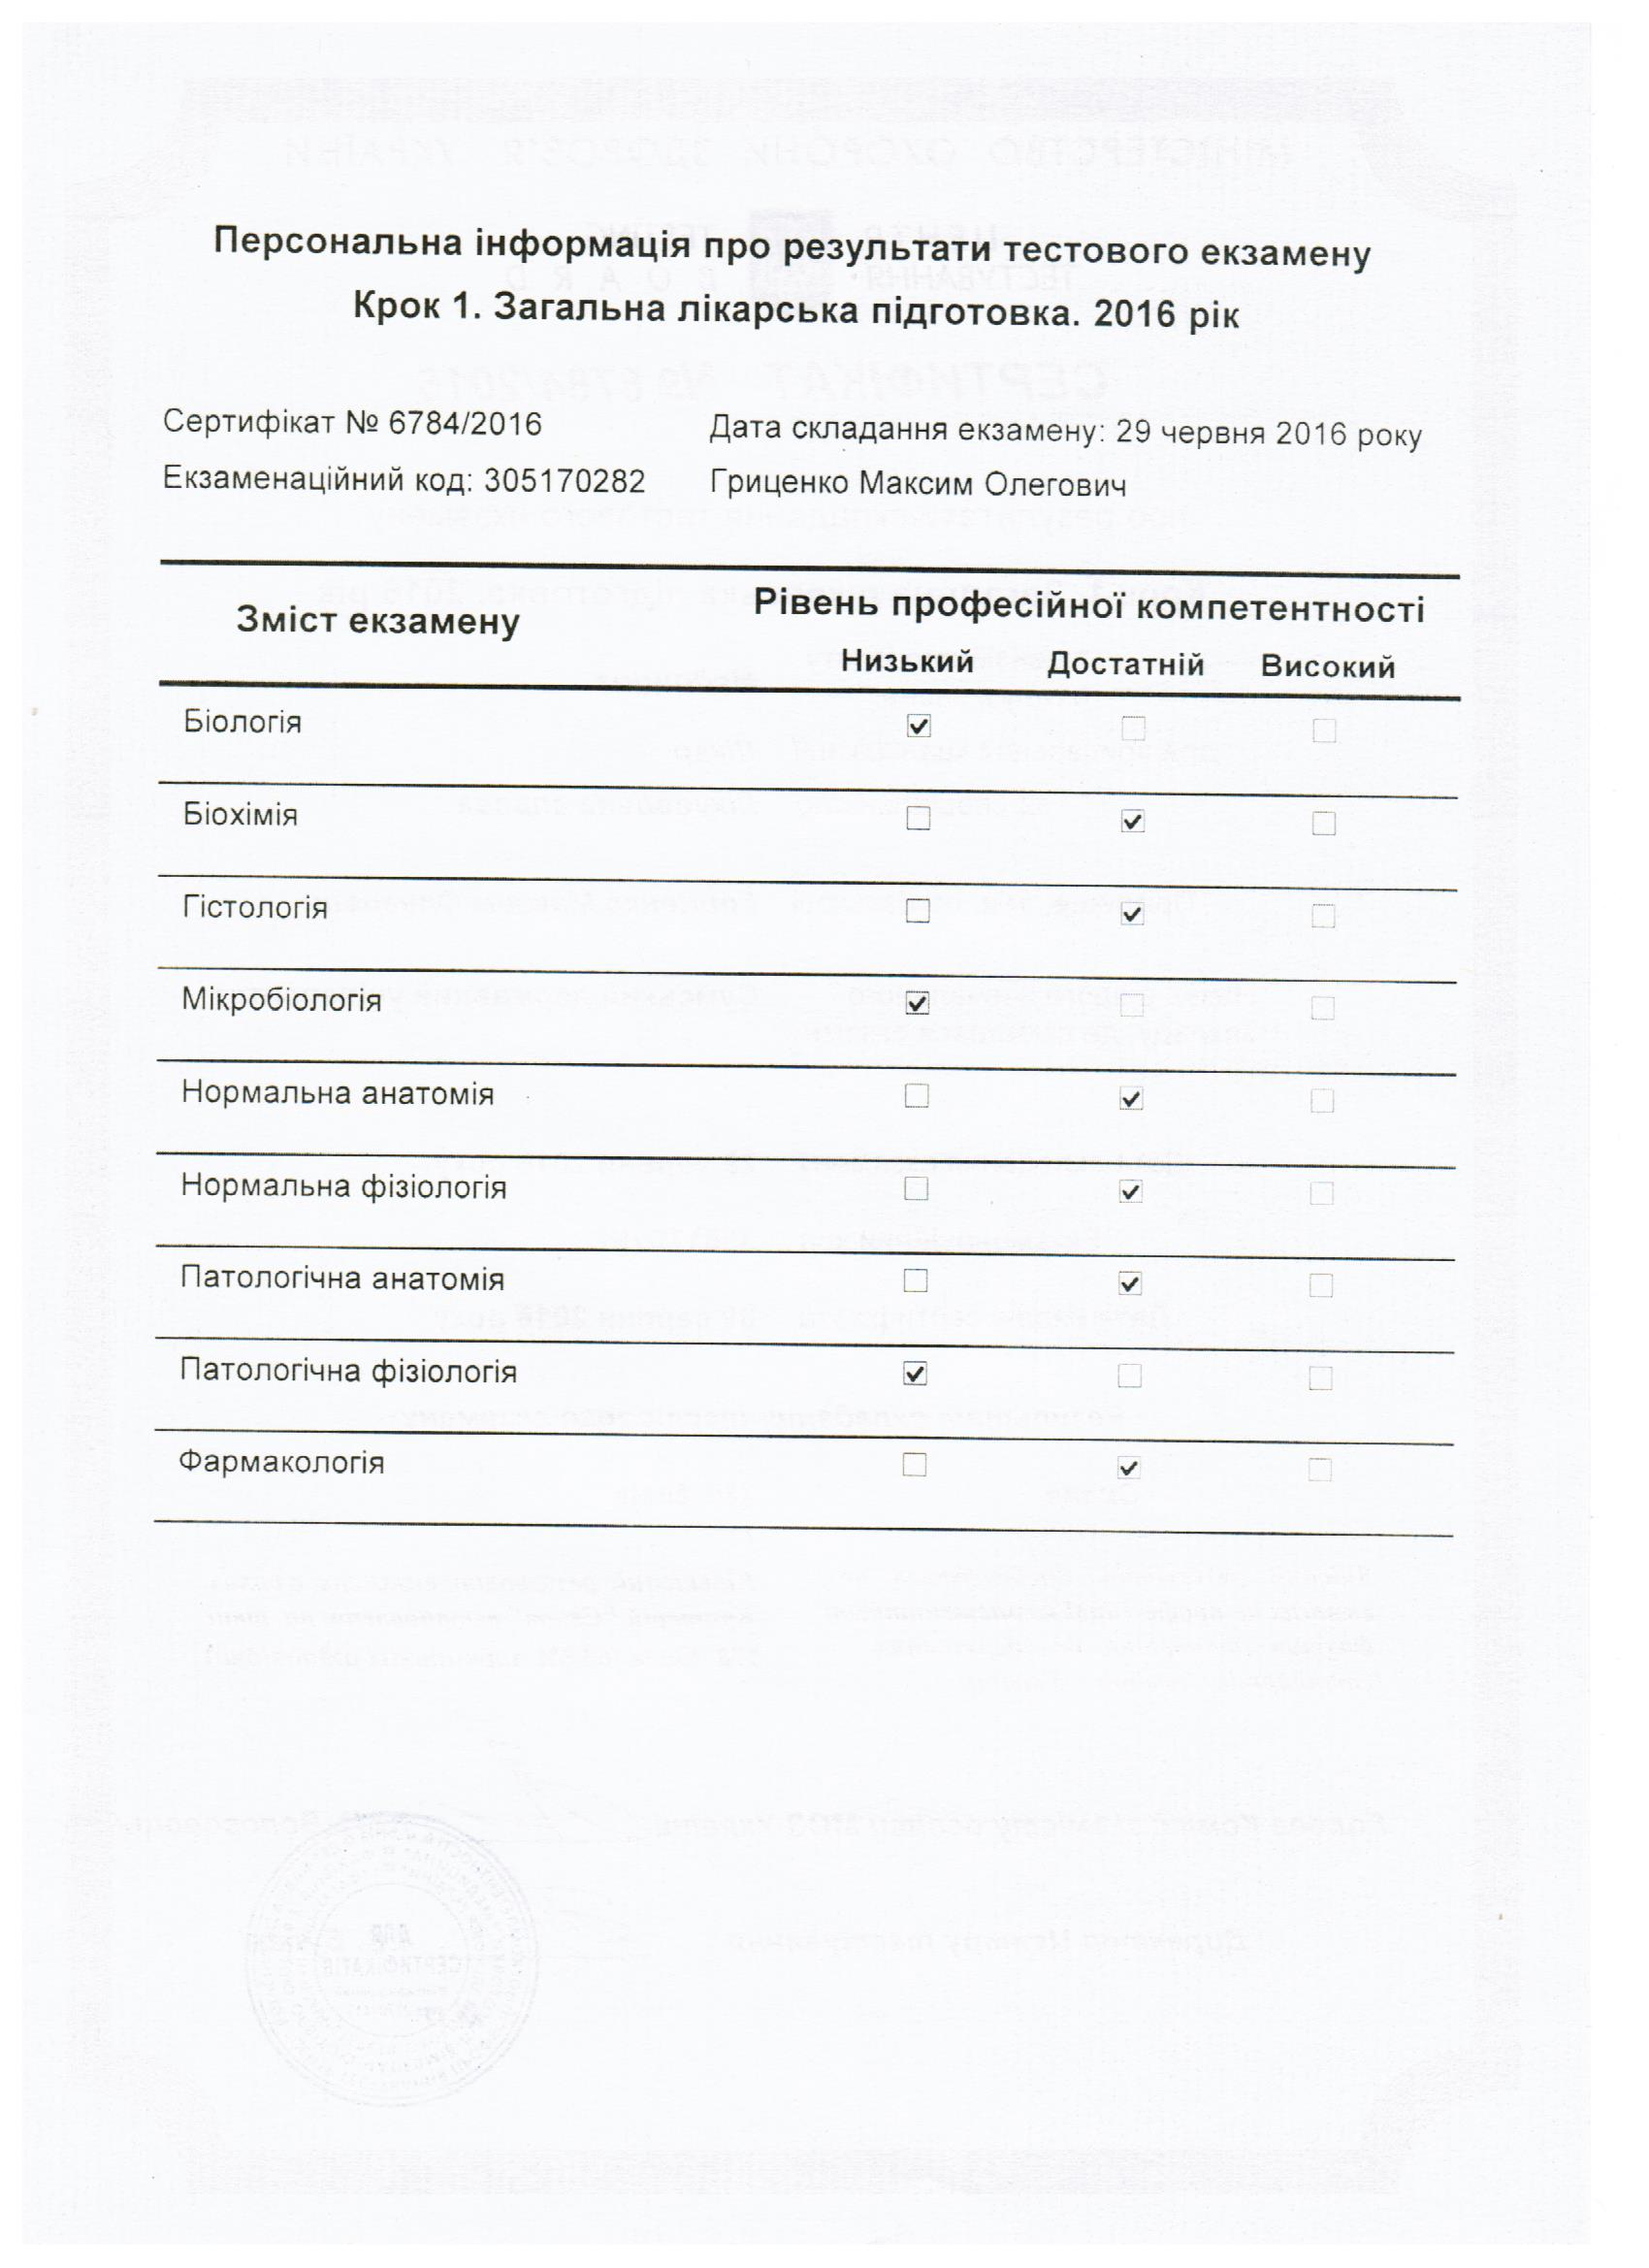 Персональна інформація про результати тестового екзамену
Крок 1. Загальна лікарська підготовка. 2016 рік
Сертифікат № 6784/2016 Дата складання екзамену: 29 червня 2016 року
Екзаменаційний код: 305170282 Гриценко Максим Олегович
Зміст екзамену Рівень професійної компетентності
Низький Достатній Високий
Біологія
Біохімія
Гістологія
Мікробіологія
Нормальна анатомія
Нормальна фізіологія
Патологічна анатомія
Патологічна фізіологія
Фармакологія